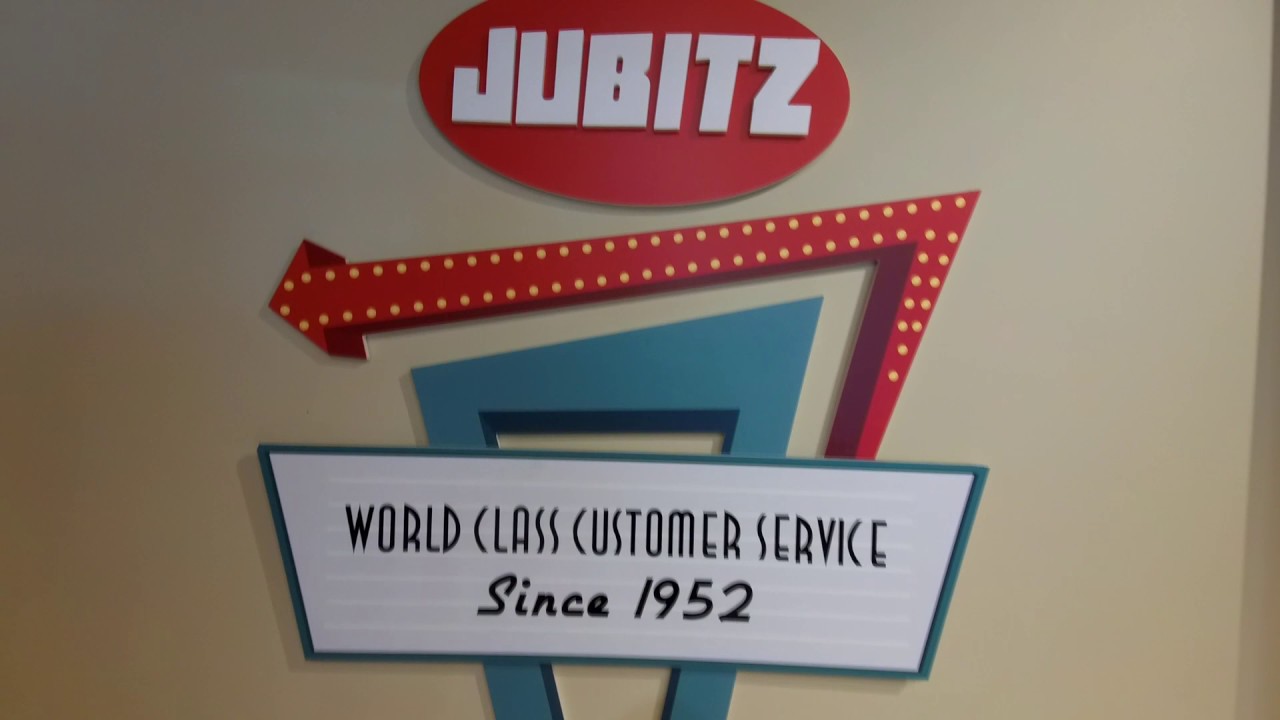 JUBITZ
WORLD CLASS CUSTOMER SERVICE
Since 1952